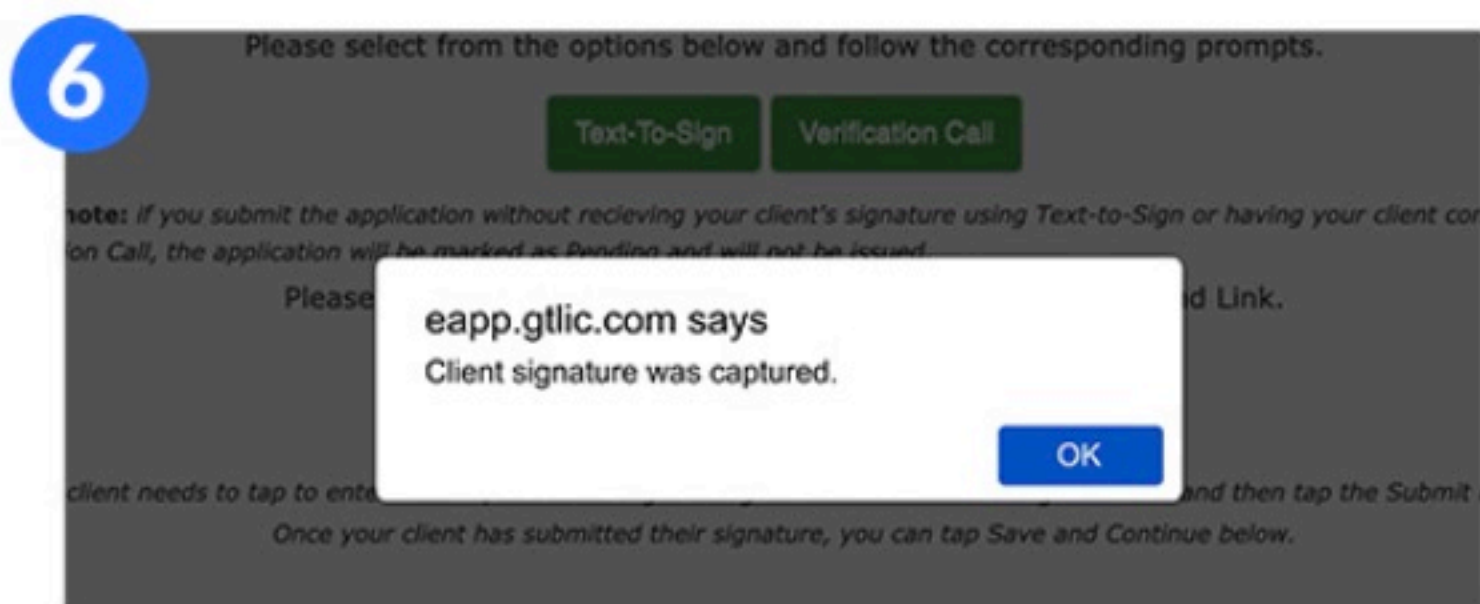 6
Please select from the options below and follow the corresponding prompts.
Text-To-Sign Verification Call
note: if you submit the application without recieving your client's signature using Text-to-Sign or having your client con
on Call, the application will be marked as Pending and will not be issued.
Please d Link.
eapp.gtlic.com says
Client signature was captured.
OK
client needs to tap to ente and then tap the Submit
Once your client has submitted their signature, you can tap Save and Continue below.